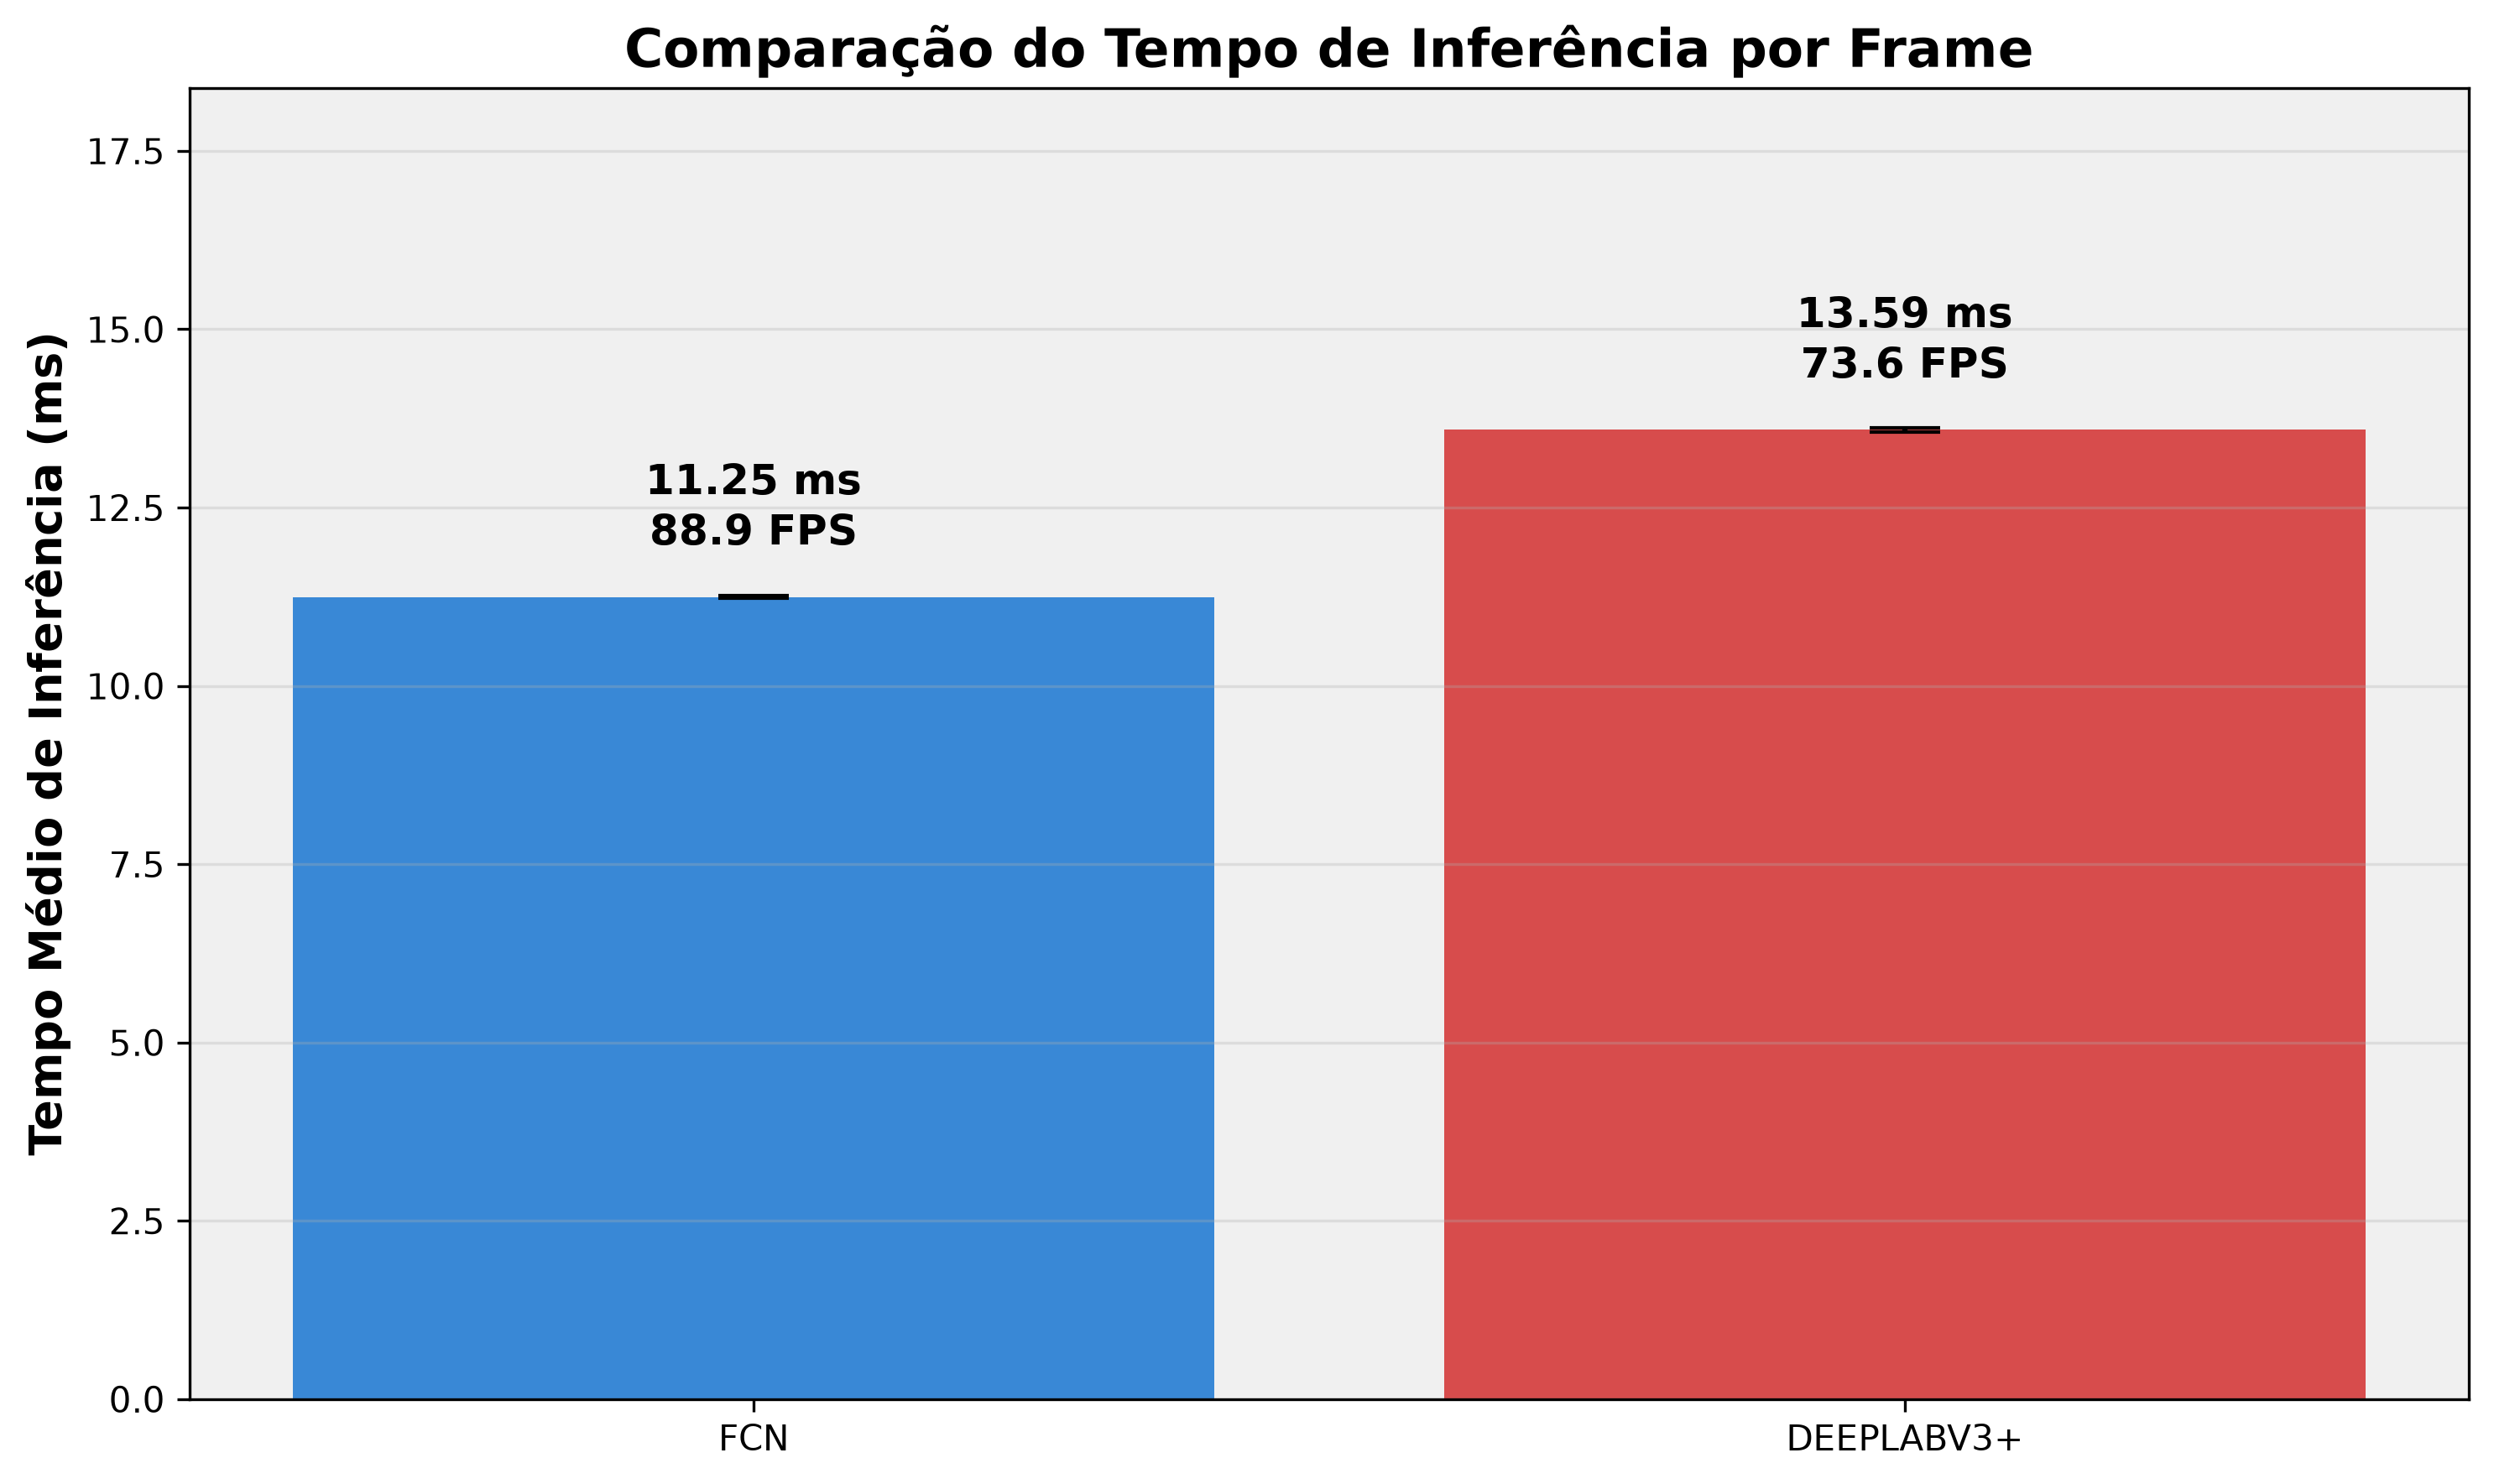 Comparação do Tempo de Inferência por Frame
Tempo Médio de Inferência (ms)
17.5
15.0
12.5
10.0
7.5
5.0
2.5
0.0
11.25 ms
88.9 FPS
13.59 ms
73.6 FPS
FCN
DEEPLABV3+